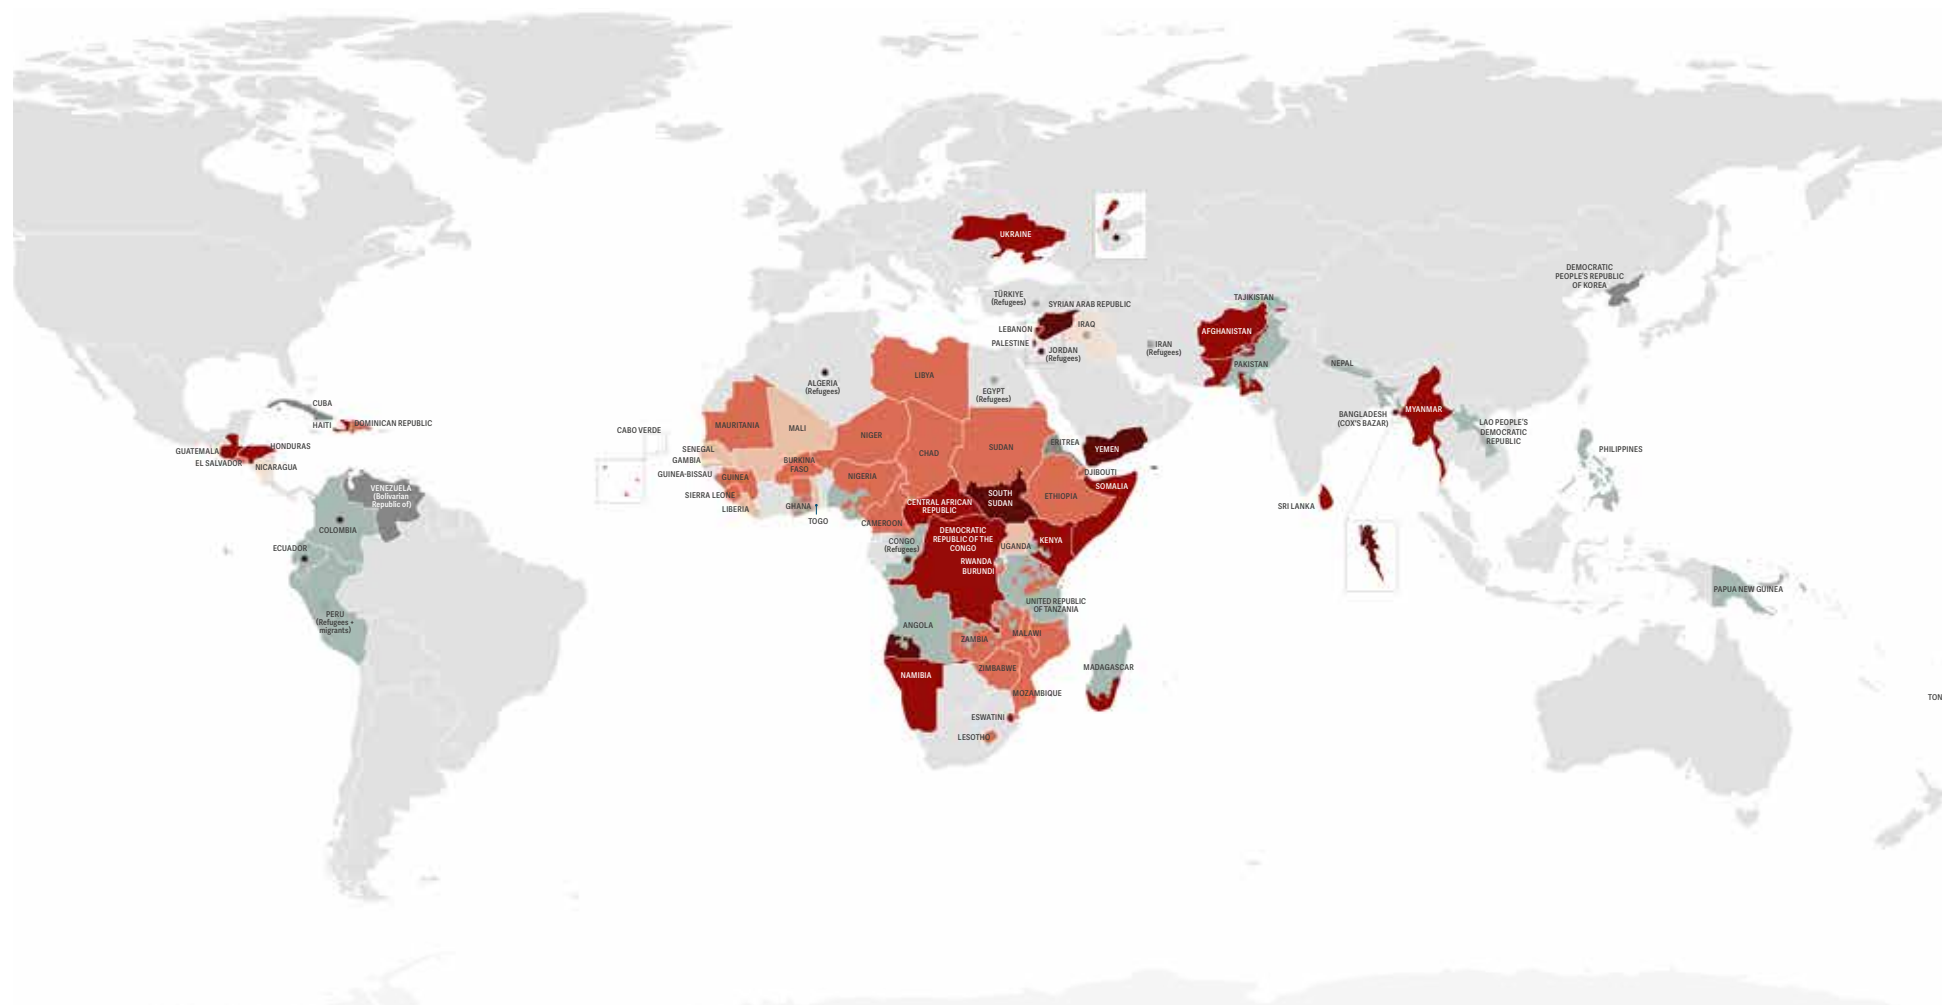 UKRAINE
DEMOCRATIC
PEOPLE'S REPUBLIC
OF KOREA
TÜRKIYE
(Refugees)
SYRIAN ARAB REPUBLIC
TAJIKISTAN
LEBANON
IRAQ
AFGHANISTAN
PALESTINE
JORDAN
(Refugees)
IRAN
(Refugees)
PAKISTAN
NEPAL
ALGERIA
(Refugees)
LIBYA
EGYPT
(Refugees)
CUBA
HAITI
DOMINICAN REPUBLIC
GUATEMALA
HONDURAS
EL SALVADOR
NICARAGUA
VENEZUELA
(Bolivarian
Republic of)
COLOMBIA
ECUADOR
PERU
(Refugees +
migrants)
CABO VERDE
MAURITANIA
MALI
NIGER
CHAD
SUDAN
ERITREA
YEMEN
SENEGAL
GAMBIA
GUINEA-BISSAU
GUINEA
BURKINA
FASO
NIGERIA
DJIBOUTI
SOMALIA
SIERRA LEONE
LIBERIA
GHANA
TOGO
CAMEROON
CENTRAL AFRICAN
REPUBLIC
SOUTH
SUDAN
ETHIOPIA
CONGO
(Refugees)
DEMOCRATIC
REPUBLIC OF THE
CONGO
UGANDA
KENYA
RWANDA
BURUNDI
UNITED REPUBLIC
OF TANZANIA
ANGOLA
ZAMBIA
MALAWI
NAMIBIA
ZIMBABWE
MOZAMBIQUE
MADAGASCAR
ESWATINI
LESOTHO
BANGLADESH
(COX'S BAZAR)
MYANMAR
LAO PEOPLE'S
DEMOCRATIC
REPUBLIC
PHILIPPINES
SRI LANKA
PAPUA NEW GUINEA
TON